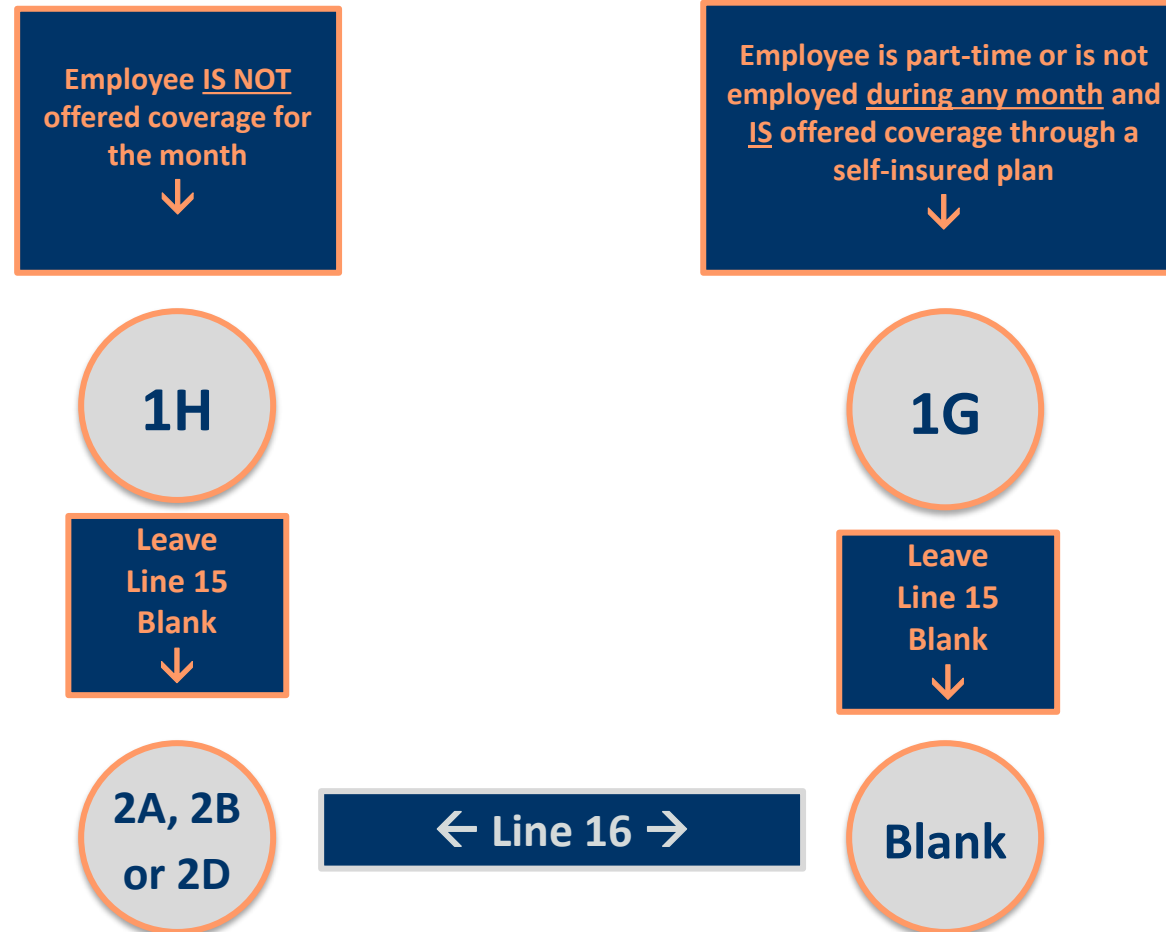 Employee IS NOT
offered coverage for
the month
↓
1H
Leave
Line 15
Blank
↓
2A, 2B
or 2D
← Line 16 →
Employee is part-time or is not
employed during any month and
IS offered coverage through a
self-insured plan
↓
1G
Leave
Line 15
Blank
↓
Blank